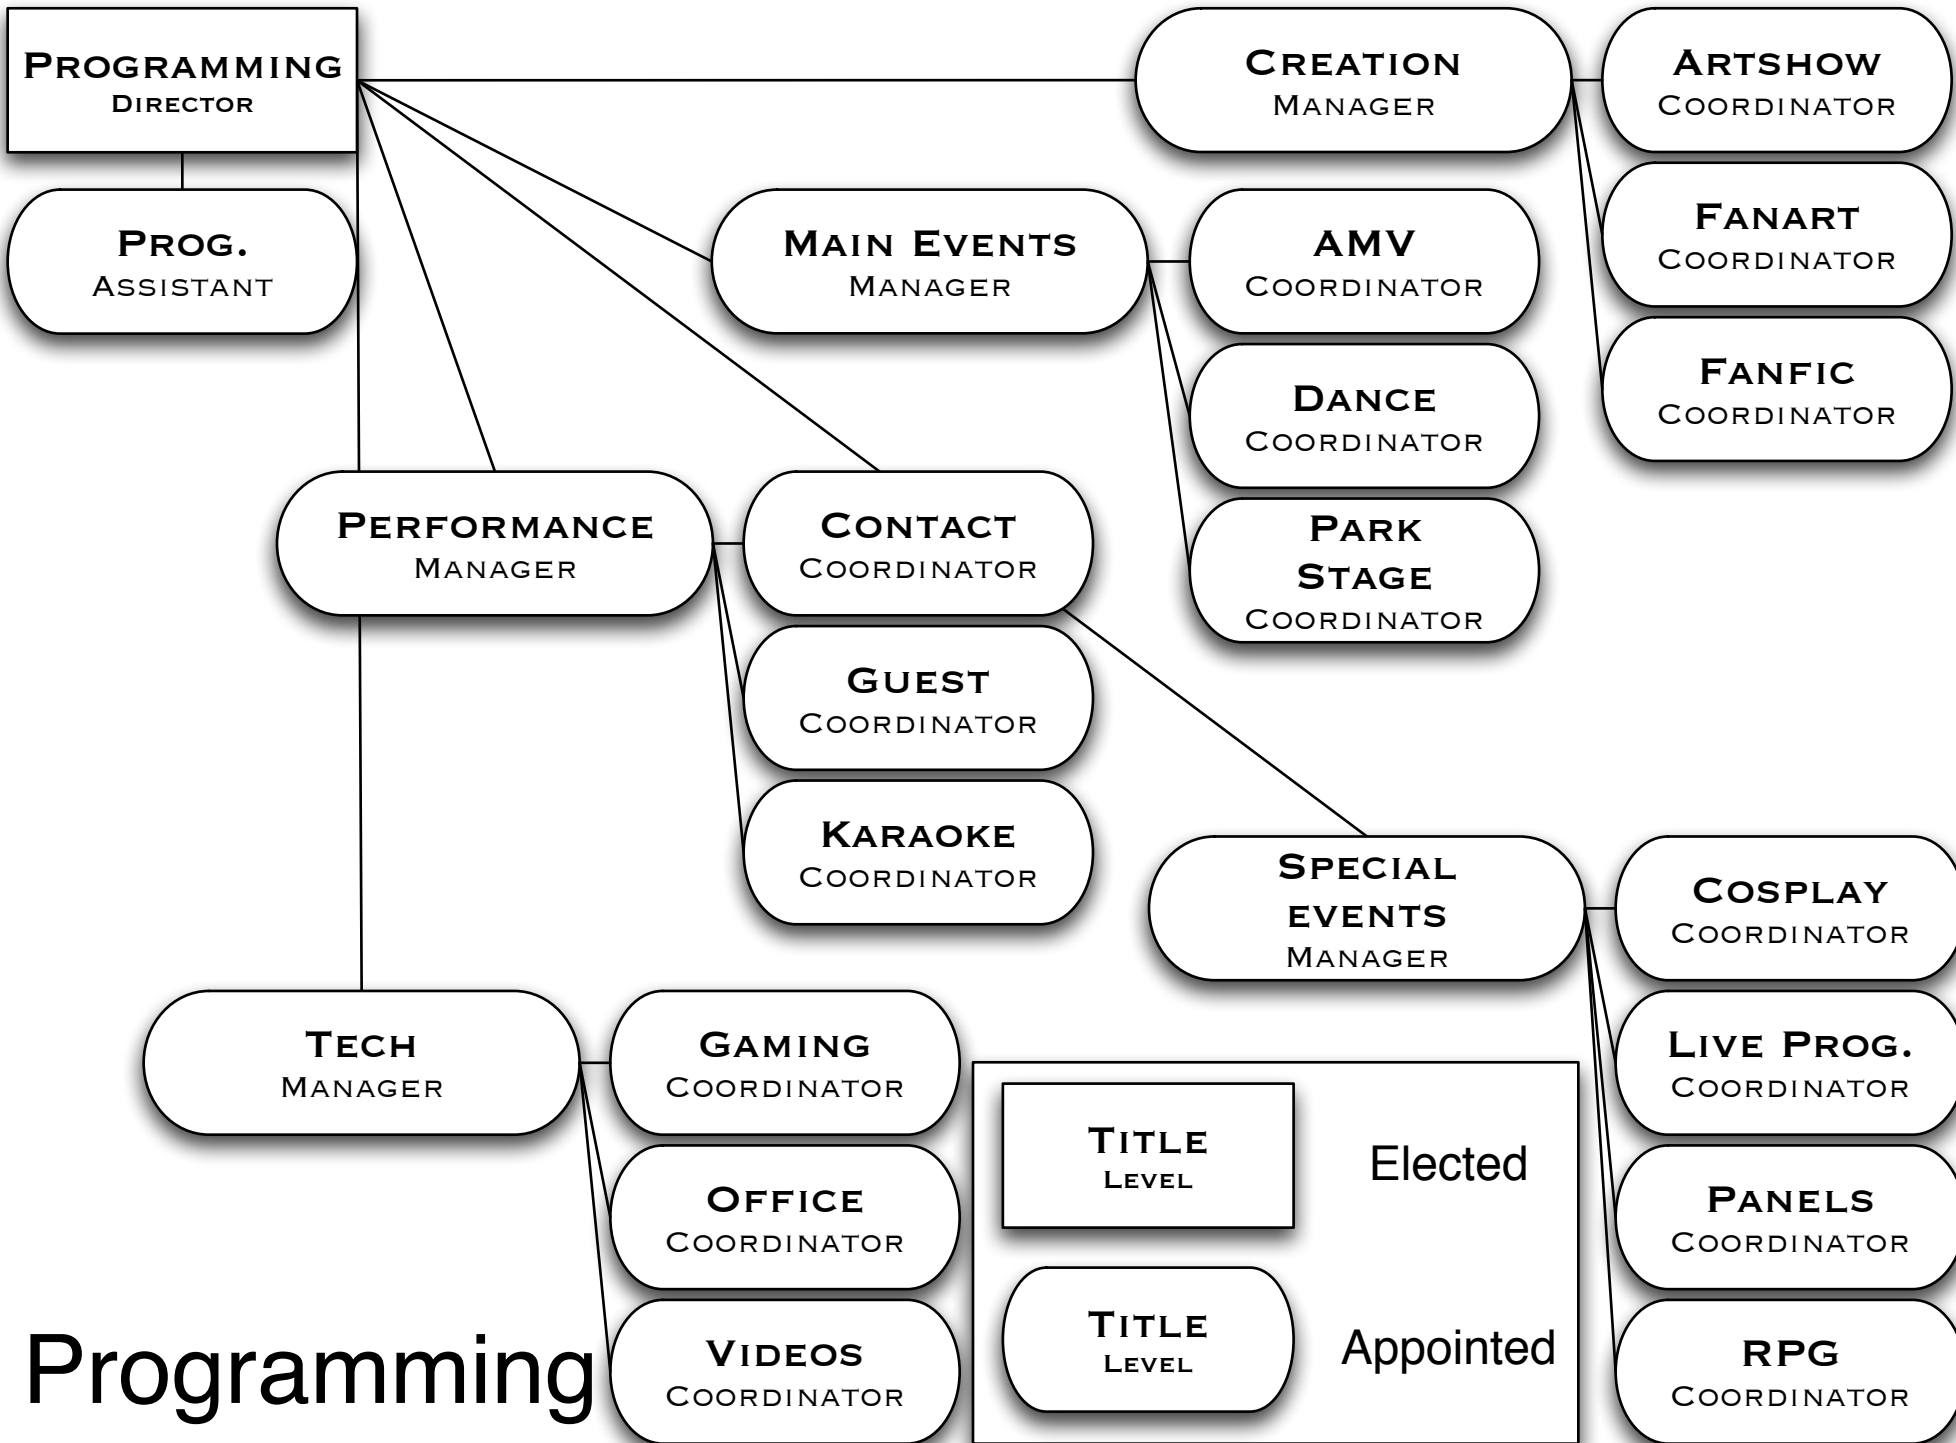 PROGRAMMING
DIRECTOR
PROG.
ASSISTANT
CREATION
MANAGER
ARTSHOW
COORDINATOR
FANART
COORDINATOR
FANFIC
COORDINATOR
MAIN EVENTS
MANAGER
AMV
COORDINATOR
DANCE
COORDINATOR
PARK
STAGE
COORDINATOR
PERFORMANCE
MANAGER
CONTACT
COORDINATOR
GUEST
COORDINATOR
KARAOKE
COORDINATOR
SPECIAL
EVENTS
MANAGER
COSPLAY
COORDINATOR
LIVE PROG.
COORDINATOR
PANELS
COORDINATOR
RPG
COORDINATOR
TECH
MANAGER
GAMING
COORDINATOR
OFFICE
COORDINATOR
VIDEOS
COORDINATOR
TITLE
LEVEL
Elected
TITLE
LEVEL
Appointed
Programming